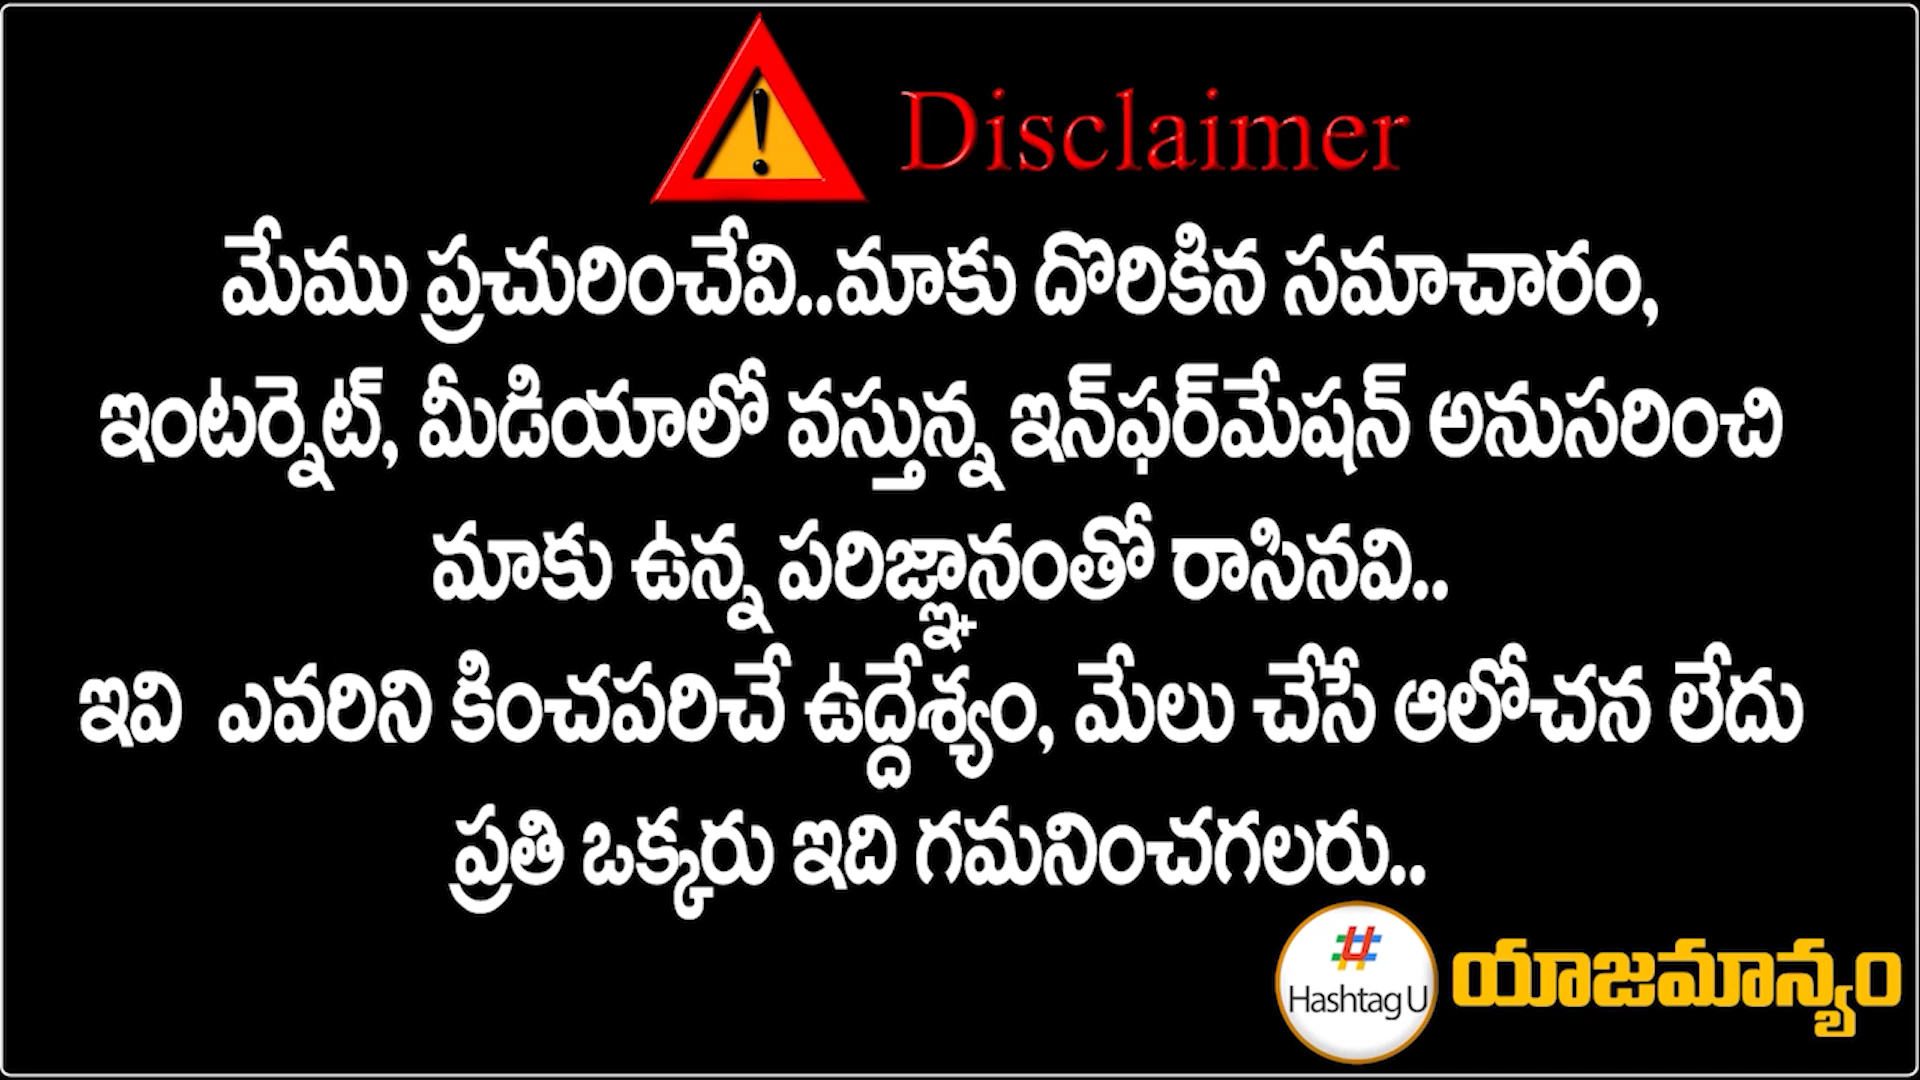 Disclaimer
మేము ప్రచురించేవి..మాకు దొరికిన సమాచారం,
ఇంటర్నెట్, మీడియాలో వస్తున్న ఇన్‌ఫర్‌మేషన్ అనుసరించి
మాకు ఉన్న పరిజ్ఞానంతో రాసినవి..
ఇవి ఎవరిని కించపరిచే ఉద్దేశ్యం, మేలు చేసే ఆలోచన లేదు
ప్రతి ఒక్కరు ఇది గమనించగలరు..
Hashtag U
యాజమాన్యం